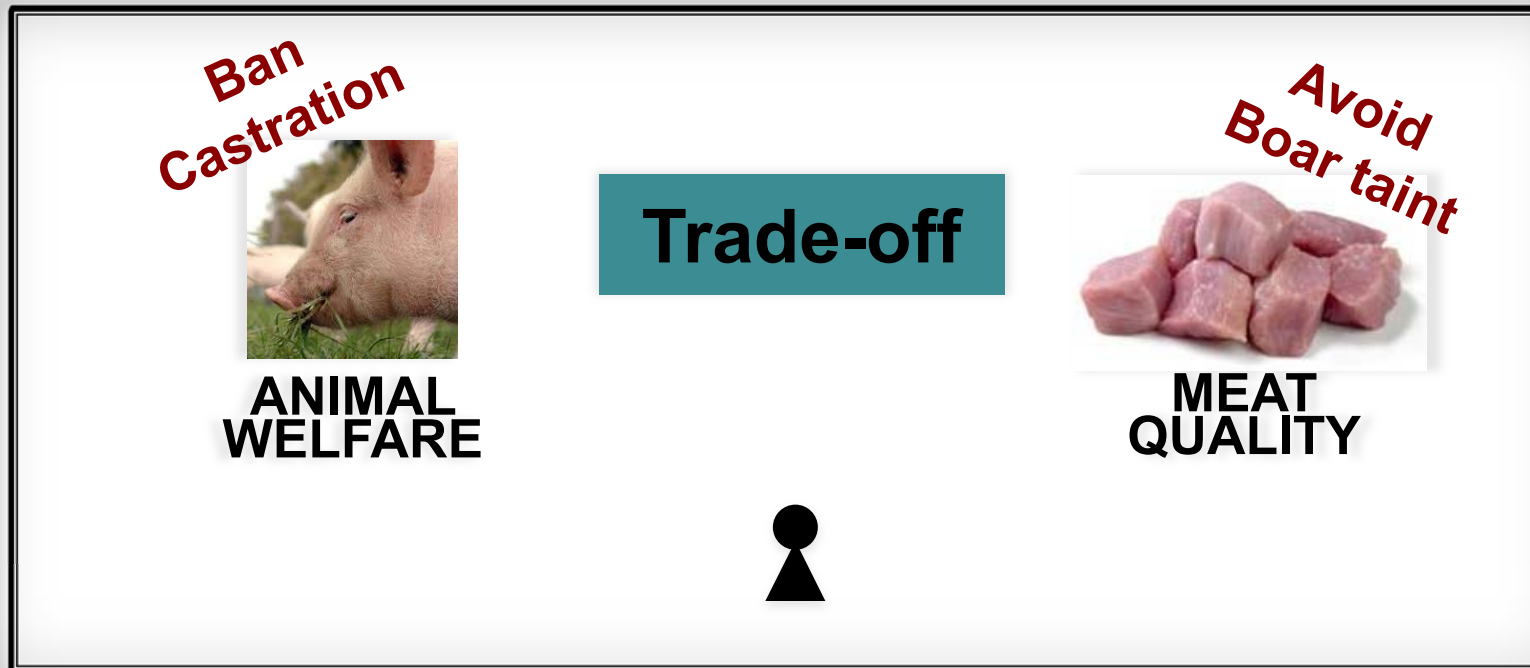 Ban
Castration
Trade-off
Avoid
Boar taint
ANIMAL
WELFARE
MEAT
QUALITY